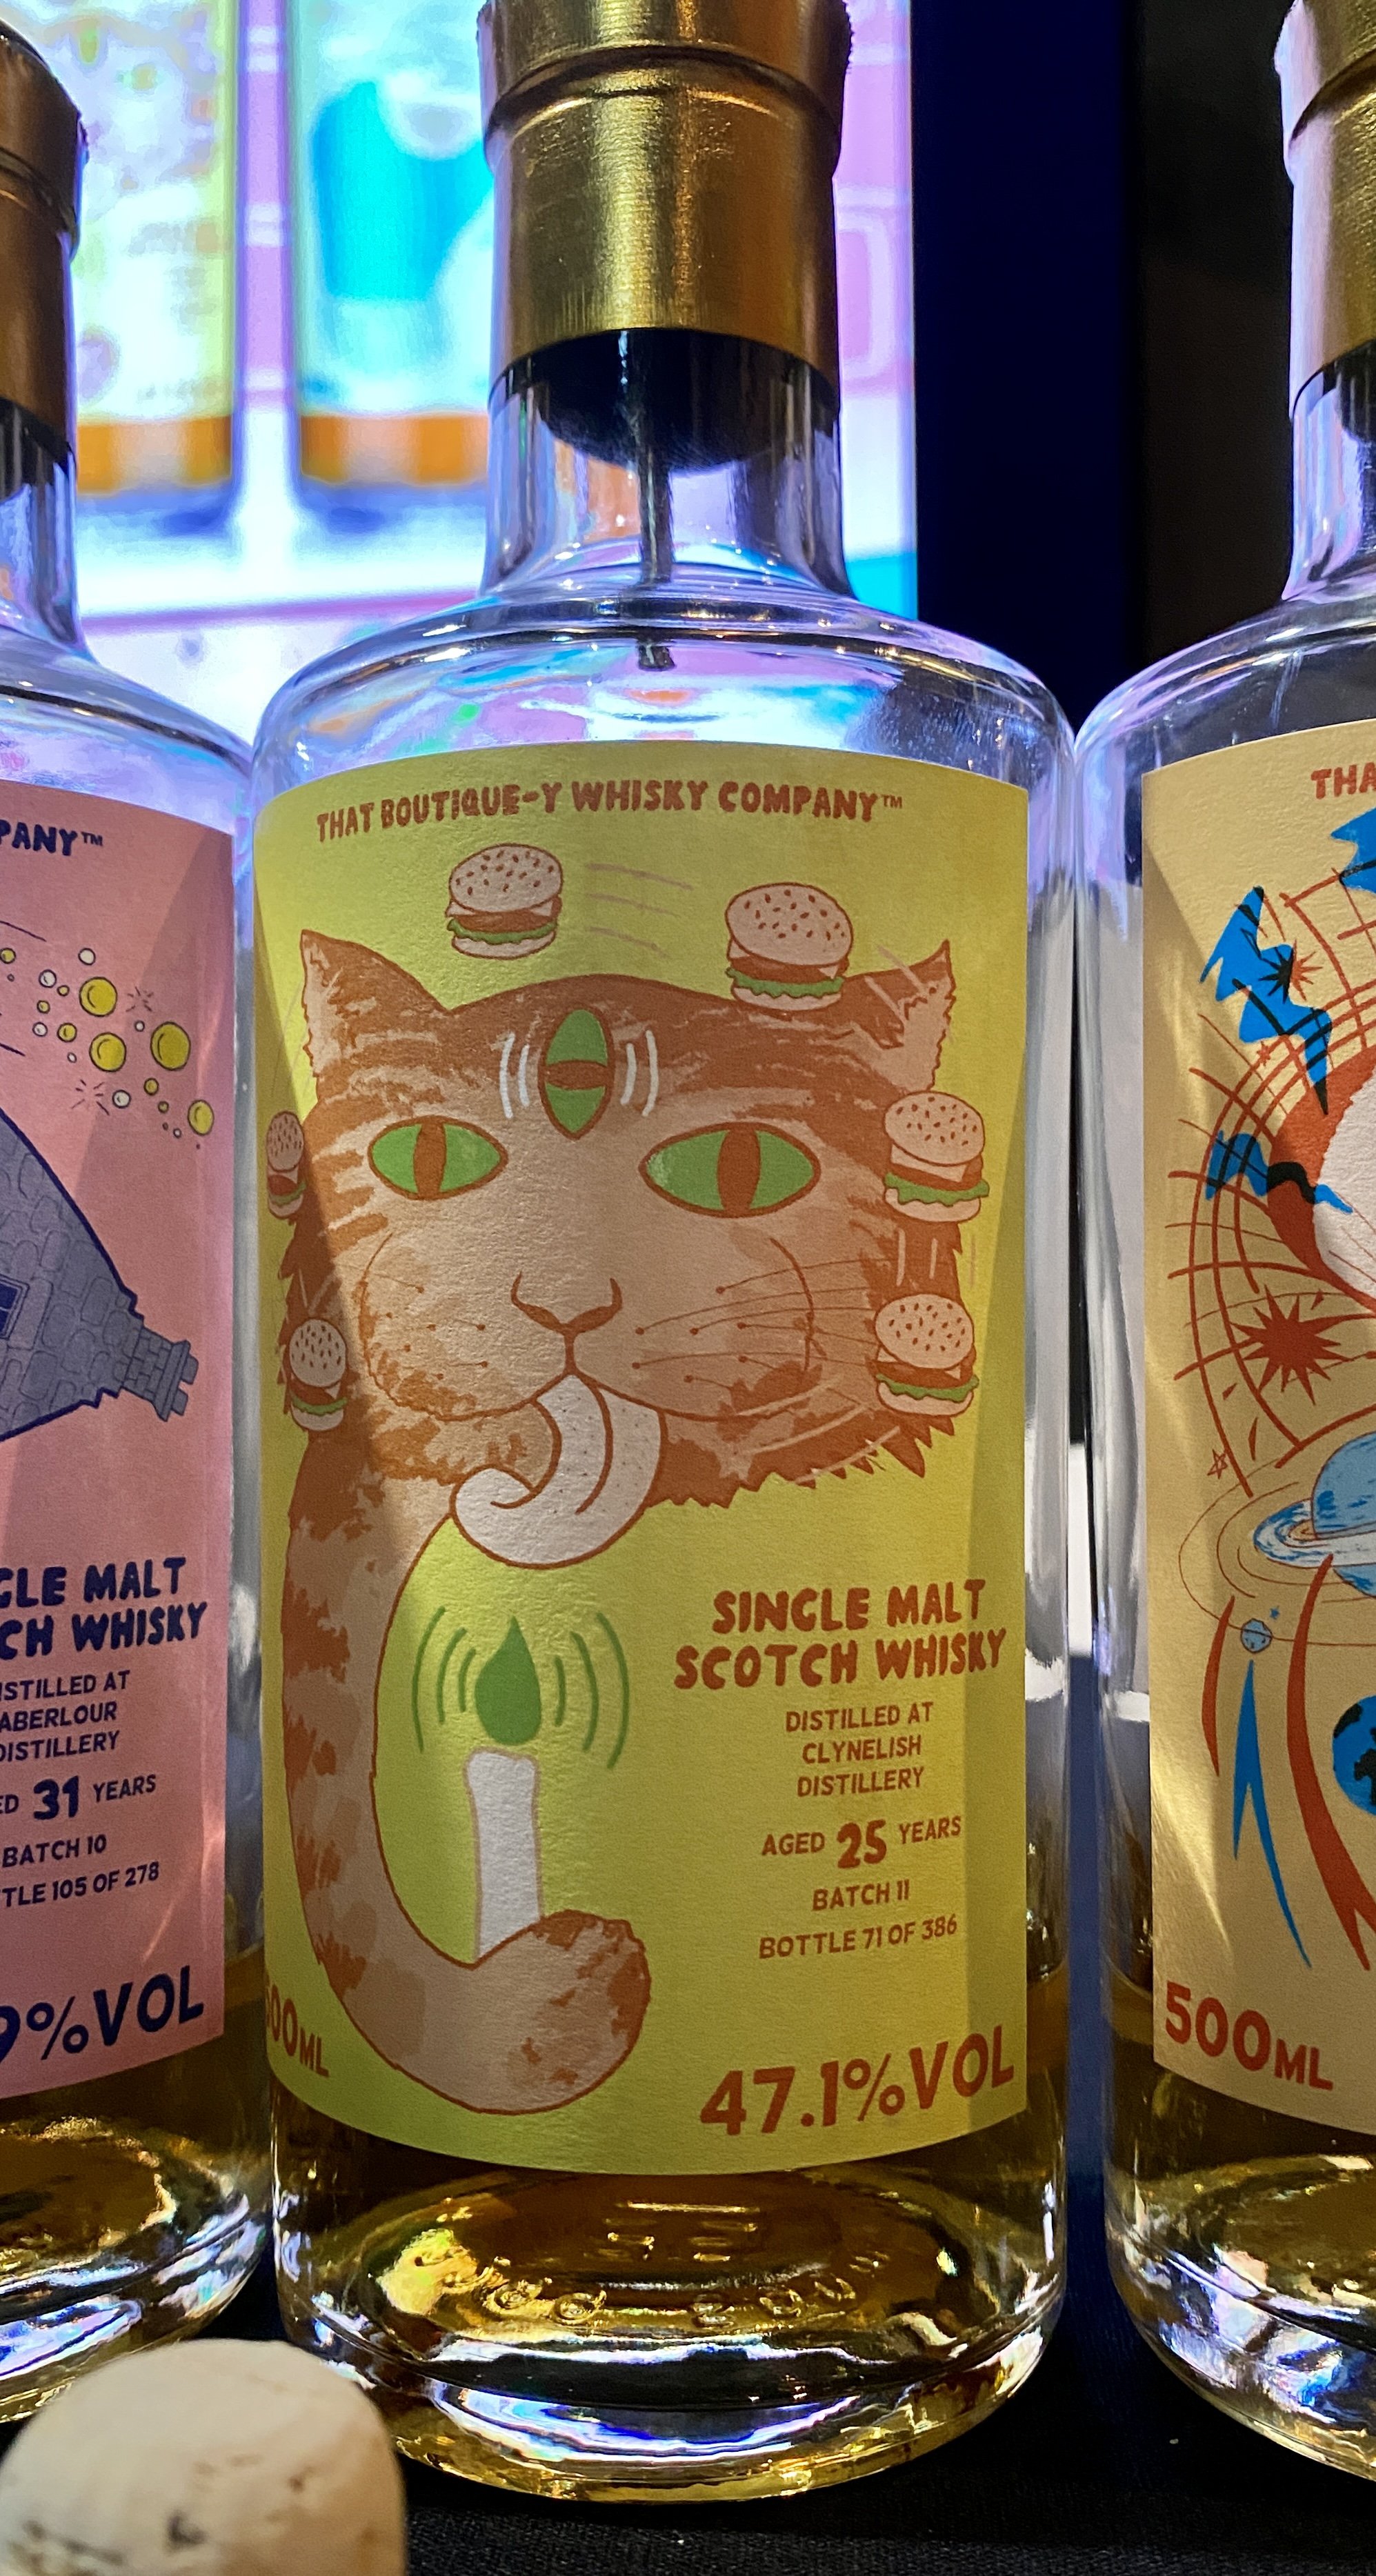 THAT BOUTIQUE-Y WHISKY COMPANY™
SINGLE MALT
SCOTCH WHISKY
DISTILLED AT
CLYNELISH
DISTILLERY
AGED 25 YEARS
BATCH 11
BOTTLE 71 OF 386
47.1%VOL
00ML
PANY™
GLE MALT
CH WHISKY
ISTILLED AT
ABERLOUR
DISTILLERY
ED 31 YEARS
BATCH 10
TLE 105 OF 278
9%VOL
THA
500ML